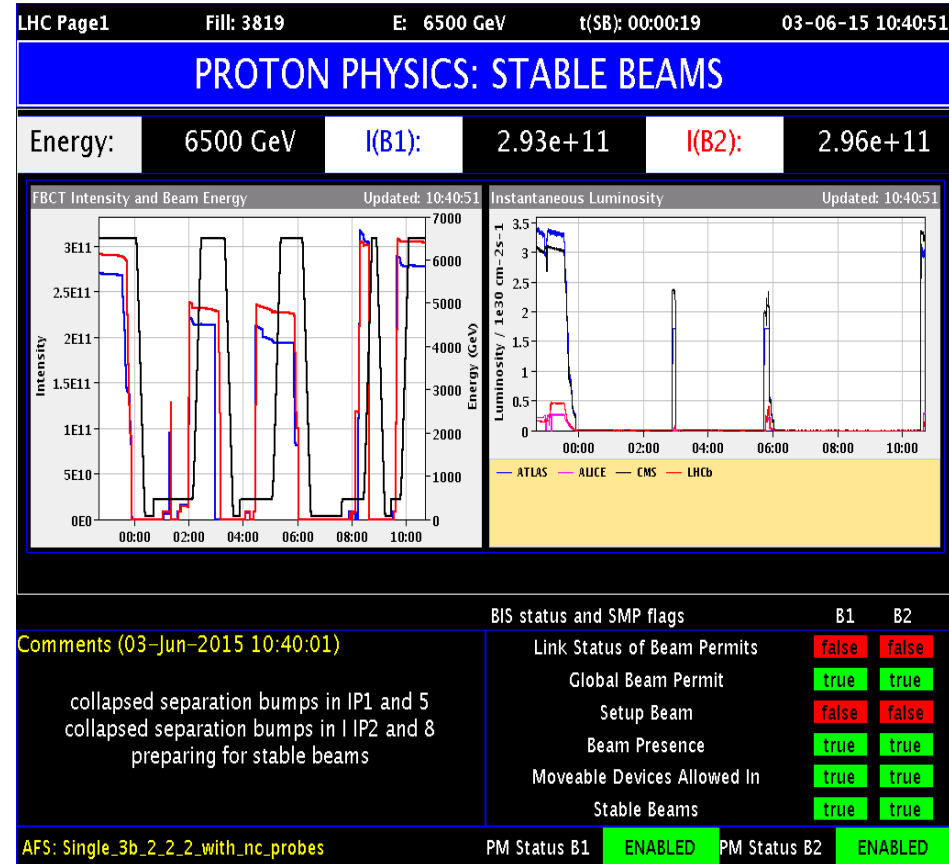 LHC Page1 Fill: 3819 E: 6500 GeV t(SB): 00:00:19 03-06-15 10:40:51
PROTON PHYSICS: STABLE BEAMS
Energy: 6500 GeV I(B1): 2.93e+11 I(B2): 2.96e+11
FBCT Intensity and Beam Energy Updated: 10:40:51
Intensity
3E11
2.5E11
2E11
1.5E11
1E11
5E10
0E0
7000
6000
5000
4000
3000
2000
1000
0
Energy (GeV)
00:00 02:00 04:00 06:00 08:00 10:00
Instantaneous Luminosity Updated: 10:40:51
Luminosity / 1e30 cm-2s-1
3.5
3
2.5
2
1.5
1
0.5
0
00:00 02:00 04:00 06:00 08:00 10:00
ATLAS ALICE CMS LHCb
Comments (03-Jun-2015 10:40:01)
collapsed separation bumps in IP1 and 5
collapsed separation bumps in I IP2 and 8
preparing for stable beams
BIS status and SMP flags B1 B2
Link Status of Beam Permits false false
Global Beam Permit true true
Setup Beam false false
Beam Presence true true
Moveable Devices Allowed In true true
Stable Beams true true
AFS: Single_3b_2_2_2_with_nc_probes PM Status B1 ENABLED PM Status B2 ENABLED